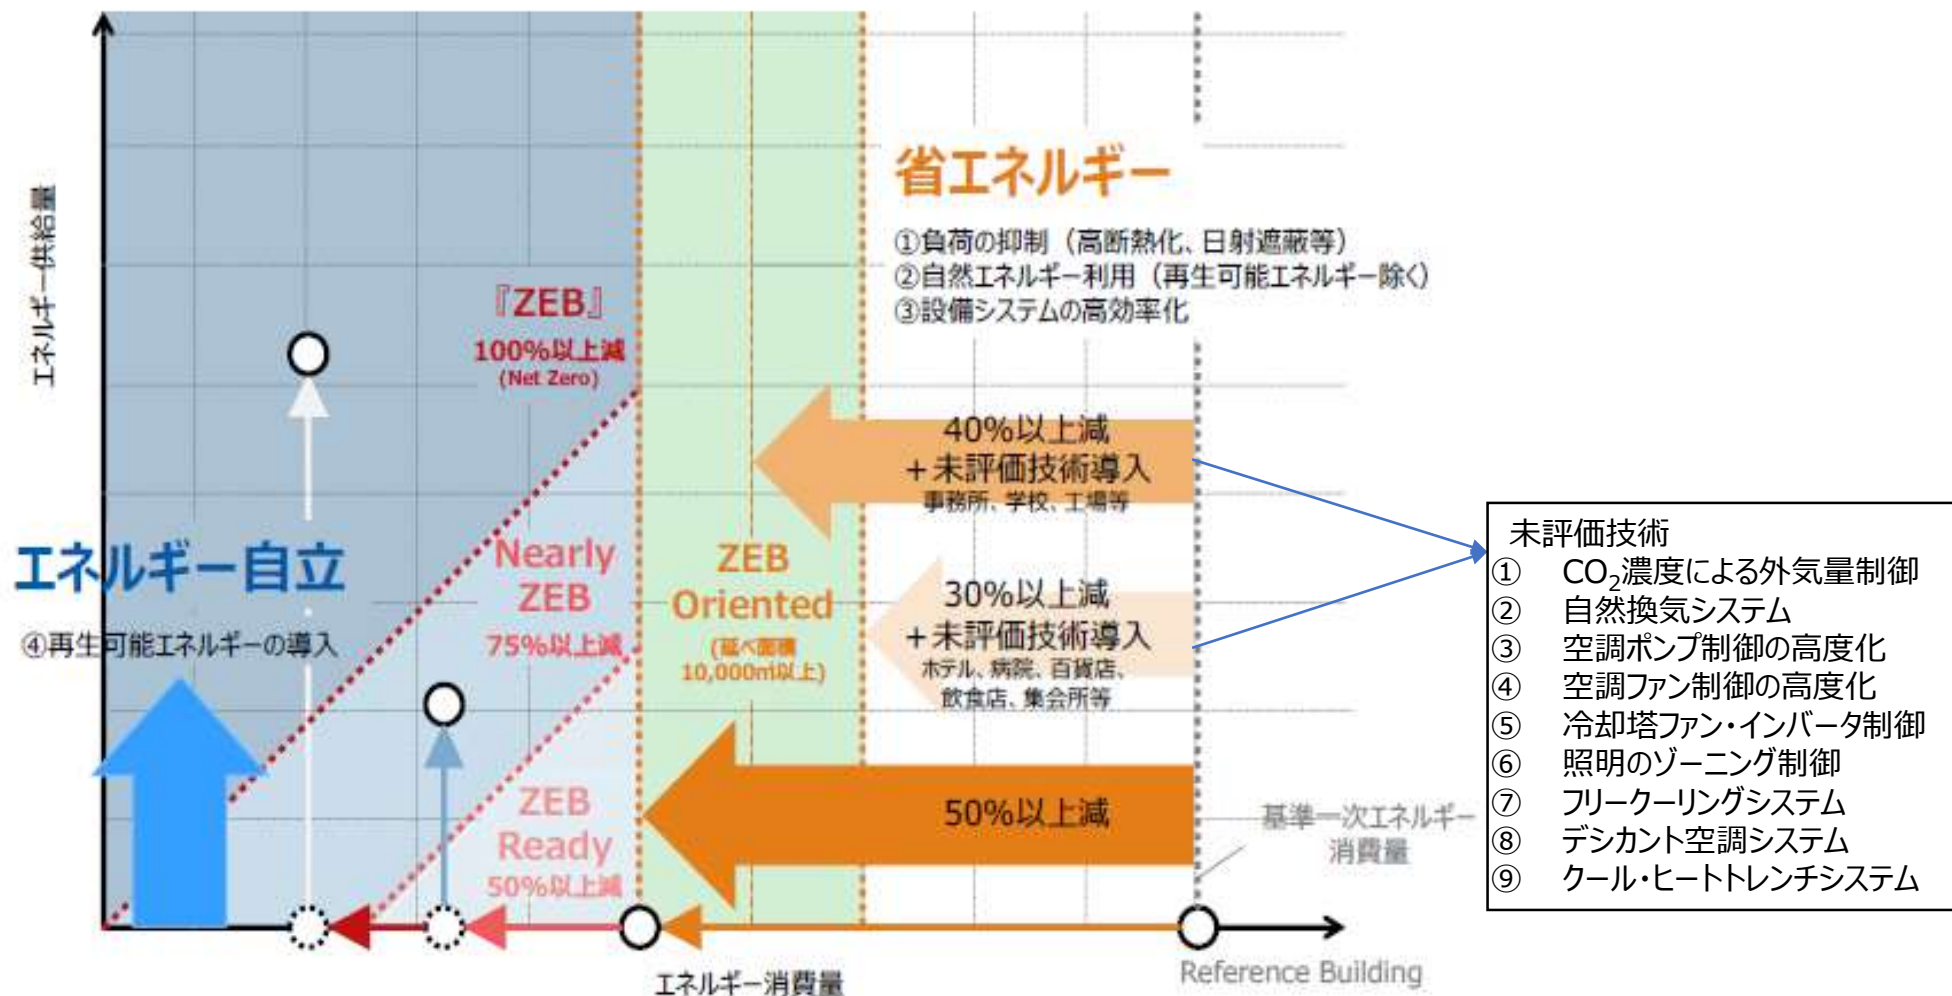 エネルギー供給量
省エネルギー
①負荷の抑制（高断熱化、日射遮蔽等）
②自然エネルギー利用（再生可能エネルギー除く）
③設備システムの高効率化
『ZEB』
100%以上減
(Net Zero)
40%以上減
＋未評価技術導入
事務所、学校、工場等
エネルギー自立
④再生可能エネルギーの導入
Nearly
ZEB
75%以上減
ZEB
Oriented
(延べ面積
10,000㎡以上)
30%以上減
＋未評価技術導入
ホテル、病院、百貨店、
飲食店、集会所等
ZEB
Ready
50%以上減
50%以上減
基準一次エネルギー
消費量
エネルギー消費量
Reference Building
未評価技術
① CO₂濃度による外気量制御
② 自然換気システム
③ 空調ポンプ制御の高度化
④ 空調ファン制御の高度化
⑤ 冷却塔ファン・インバータ制御
⑥ 照明のゾーニング制御
⑦ フリークーリングシステム
⑧ デシカント空調システム
⑨ クール・ヒートトレンチシステム